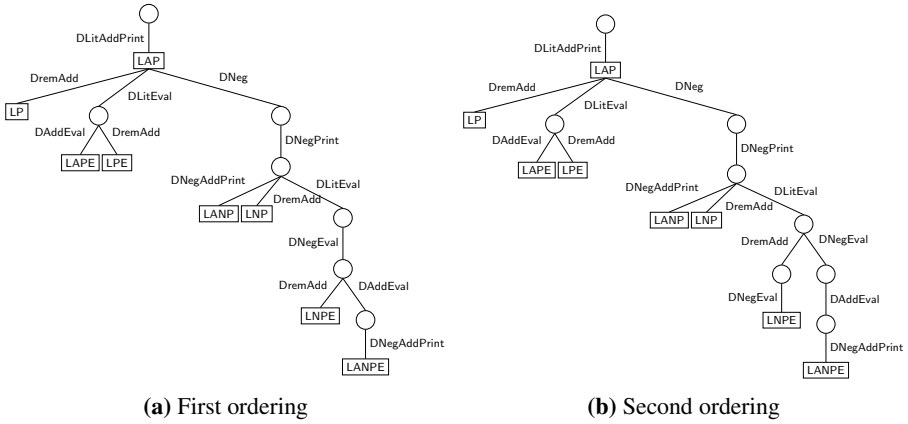 DLitAddPrint
LAP
DremAdd
DLitEval
DNeg
LP
DAddEval
DremAdd
LAPE
LPE
DNegPrint
DNegAddPrint
DremAdd
DLitEval
LANP
LNP
DNegEval
DremAdd
DAddEval
LNPE
DNegAddPrint
LANPE
(a) First ordering
DLitAddPrint
LAP
DremAdd
DLitEval
DNeg
LP
DAddEval
DremAdd
LAPE
LPE
DNegPrint
DNegAddPrint
DremAdd
DLitEval
LANP
LNP
DremAdd
DNegEval
DNegEval
DAddEval
LNPE
DNegAddPrint
LANPE
(b) Second ordering